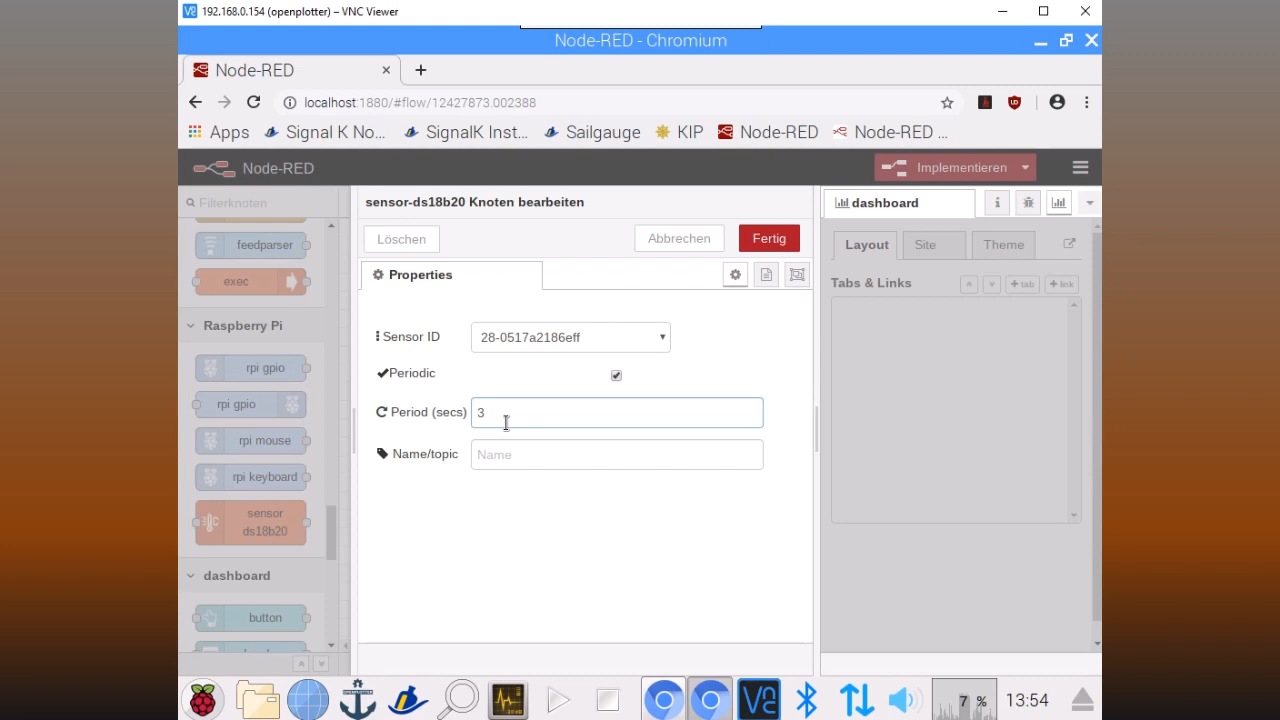 192.168.0.154 (openplotter) – VNC Viewer
Node-RED - Chromium
Node-RED
localhost:1880/#flow/12427873.002388
Apps Signal K No... SignalK Inst... Sailgauge KIP Node-RED Node-RED ...
Node-RED Implementieren
Filterknoten
sensor-ds18b20 Knoten bearbeiten
dashboard
feedparser
Löschen Abbrechen Fertig
Layout Site Theme
exec
Properties
Tabs & Links + tab + link
Raspberry Pi
Sensor ID 28-0517a2186eff
rpi gpio
Periodic
rpi gpio
Period (secs) 3
rpi mouse
Name/topic Name
rpi keyboard
sensor
ds18b20
dashboard
button
OPENPLOTTER
7 % 13:54